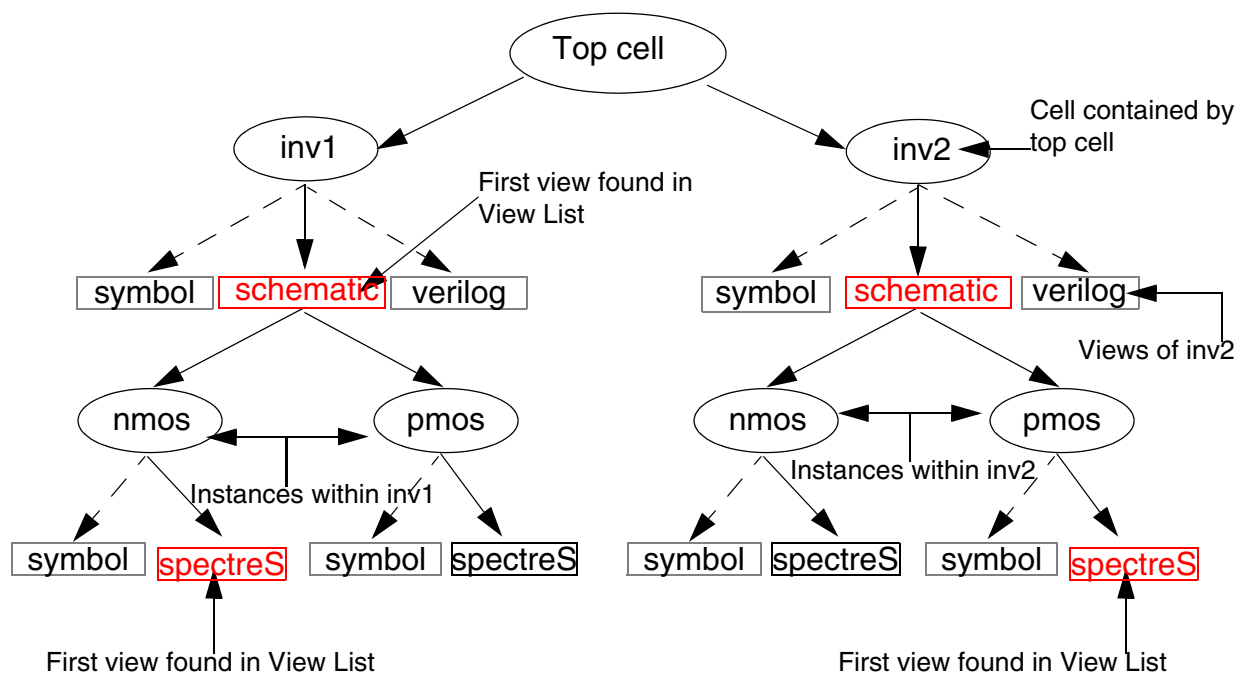 Top cell
Cell contained by
top cell
inv1
inv2
First view found in
View List
symbol
schematic
verilog
symbol
schematic
verilog
Views of inv2
nmos
pmos
nmos
pmos
Instances within inv1
Instances within inv2
symbol
spectreS
symbol
spectreS
symbol
spectreS
symbol
spectreS
First view found in View List
First view found in View List